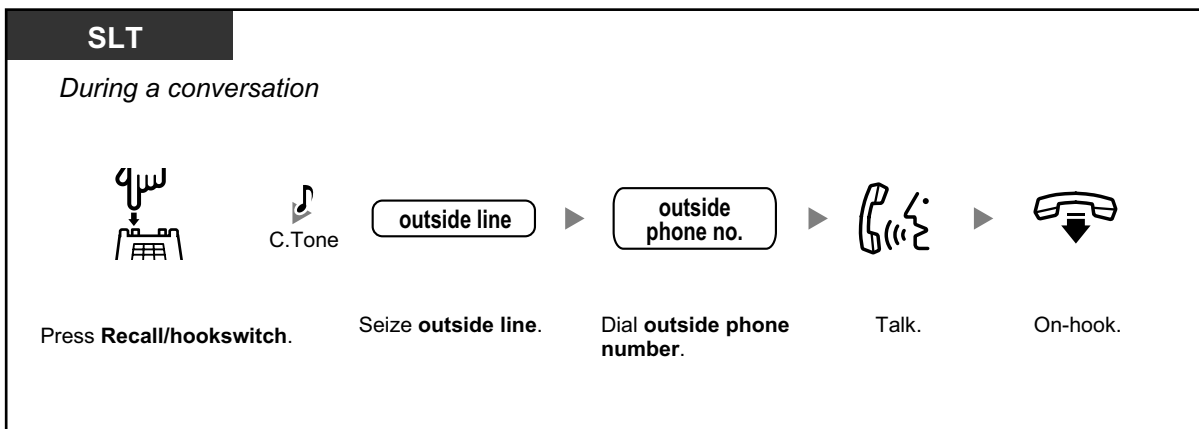 SLT
During a conversation
C.Tone
outside line
outside
phone no.
Press Recall/hookswitch.
Seize outside line.
Dial outside phone
number.
Talk.
On-hook.